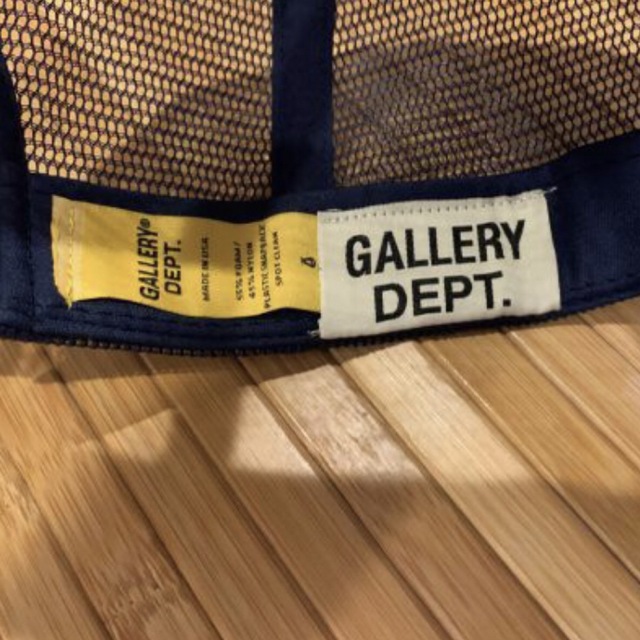 GALLERY®
DEPT.
MADE IN USA
55% FOAM/
45% NYLON
PLASTIC SNAPBACK
SPOT CLEAN
GALLERY
DEPT.